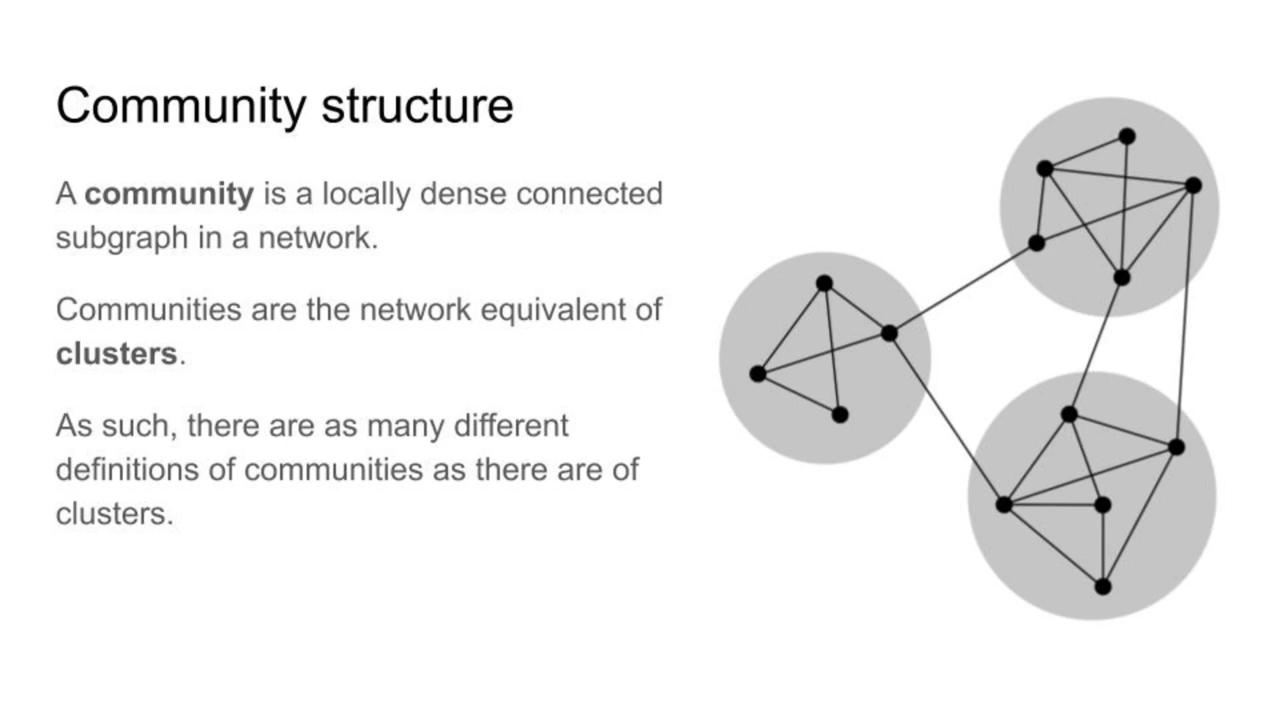 Community structure
A community is a locally dense connected
subgraph in a network.
Communities are the network equivalent of
clusters.
As such, there are as many different
definitions of communities as there are of
clusters.